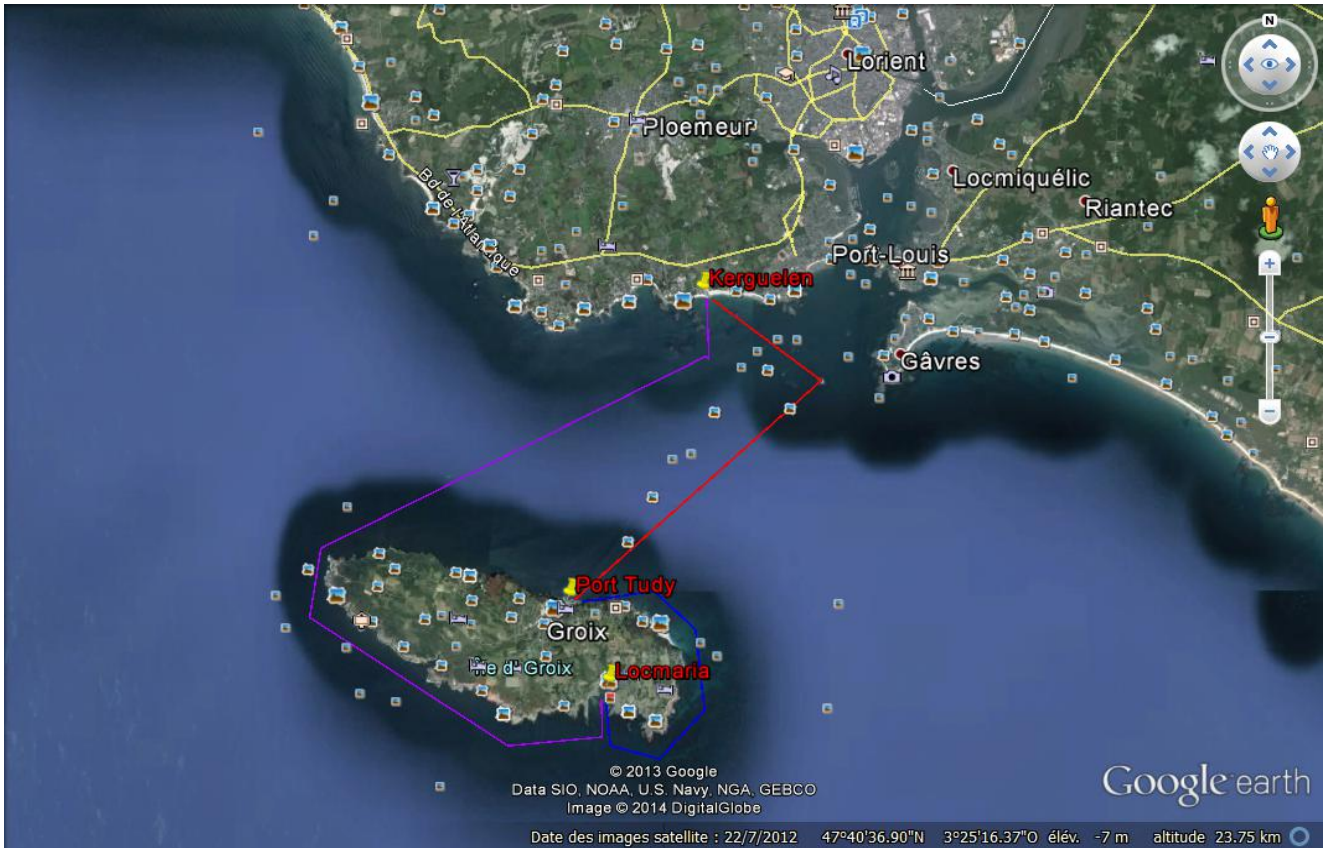 N
Lorient
Ploemeur
Locmiquélic
Riantec
Bd de l'Atlantique
Port-Louis
Kerguelen
Gâvres
Port Tudy
Groix
Île d' Groix
Locmaria
© 2013 Google
Data SIO, NOAA, U.S. Navy, NGA, GEBCO
Image © 2014 DigitalGlobe
Google earth
Date des images satellite : 22/7/2012 47°40'36.90"N 3°25'16.37"O élév. -7 m altitude 23.75 km